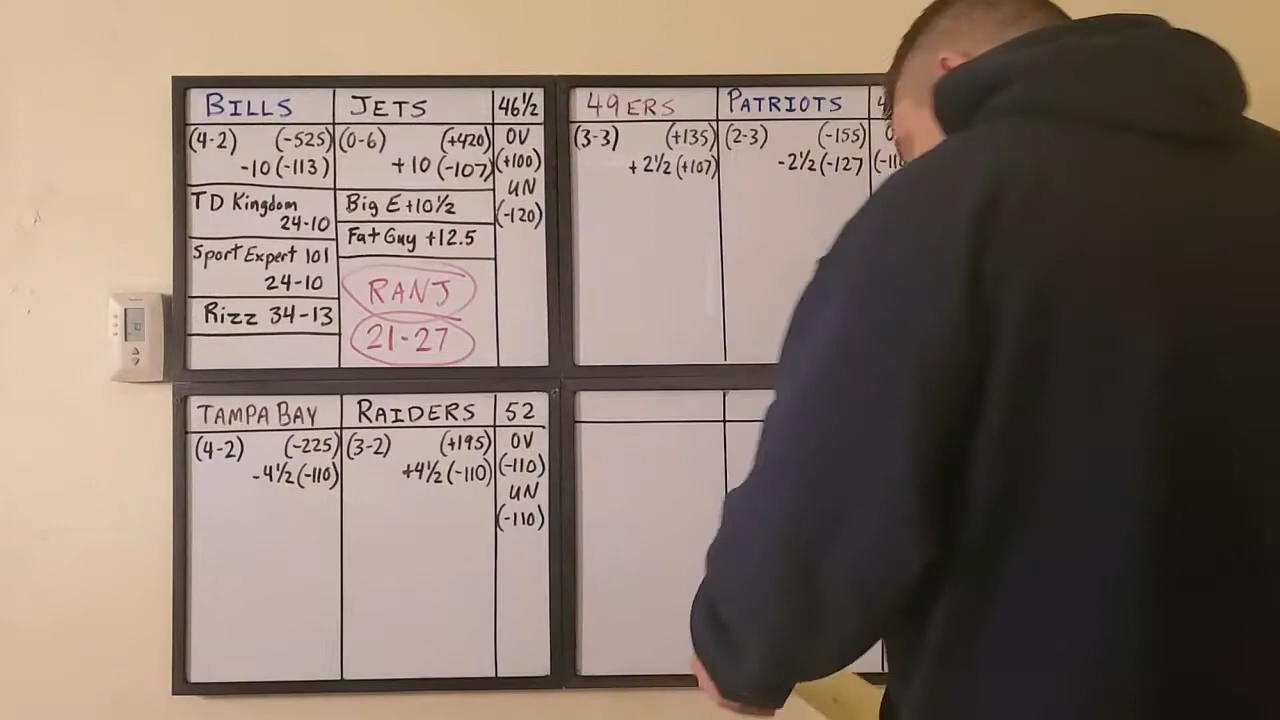 BILLS JETS 46½
(4-2) (-525) (0-6) (+420) OV
-10 (-113) +10 (-107) (+100)
UN
(-120)
TD Kingdom
24-10
Sport Expert 101
24-10
Rizz 34-13
Big E +10½
Fat Guy +12.5
RANJ
21-27
49ERS PATRIOTS
(3-3) (+135) (2-3) (-155)
+2½ (+107) -2½ (-127
TAMPA BAY RAIDERS 52
(4-2) (-225) (3-2) (+195) OV
-4½ (-110) +4½ (-110) (-110)
UN
(-110)